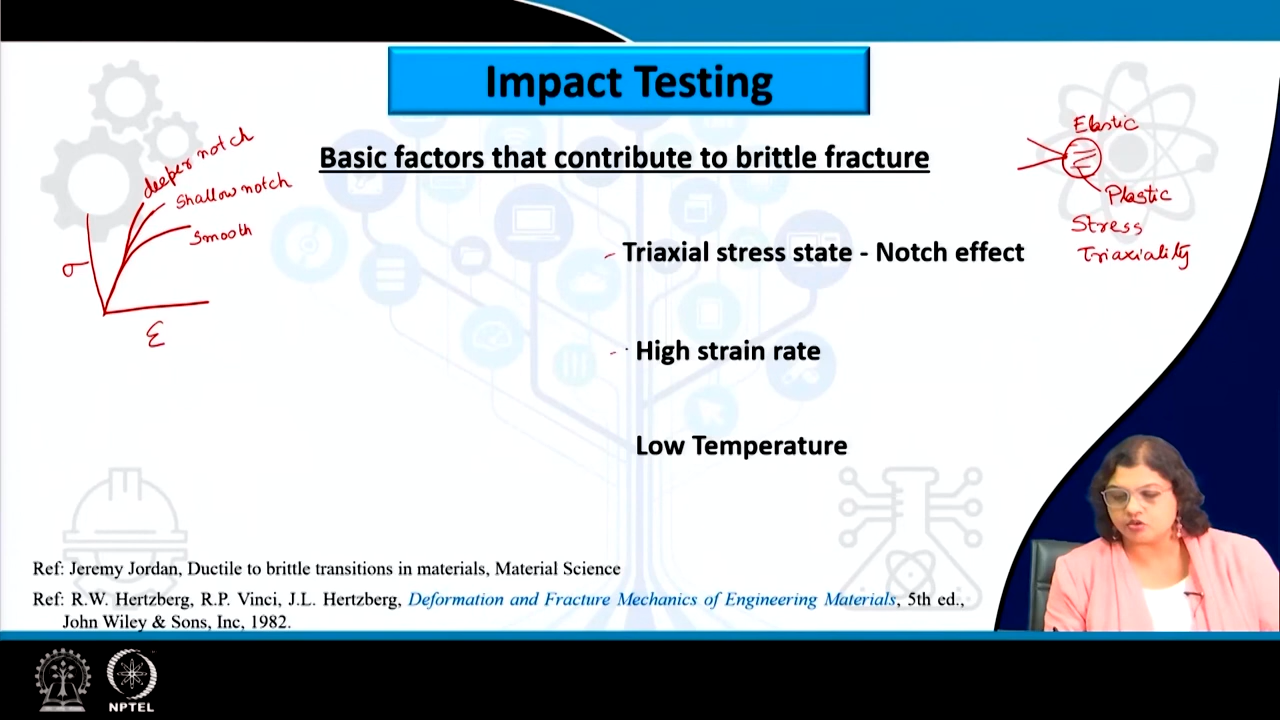 Impact Testing
Basic factors that contribute to brittle fracture
deeper notch
Shallow notch
Smooth
σ
ε
Elastic
Plastic
Stress
Triaxiality
Triaxial stress state - Notch effect
High strain rate
Low Temperature
Ref: Jeremy Jordan, Ductile to brittle transitions in materials, Material Science
Ref: R.W. Hertzberg, R.P. Vinci, J.L. Hertzberg, Deformation and Fracture Mechanics of Engineering Materials, 5th ed.,
John Wiley & Sons, Inc, 1982.
NPTEL